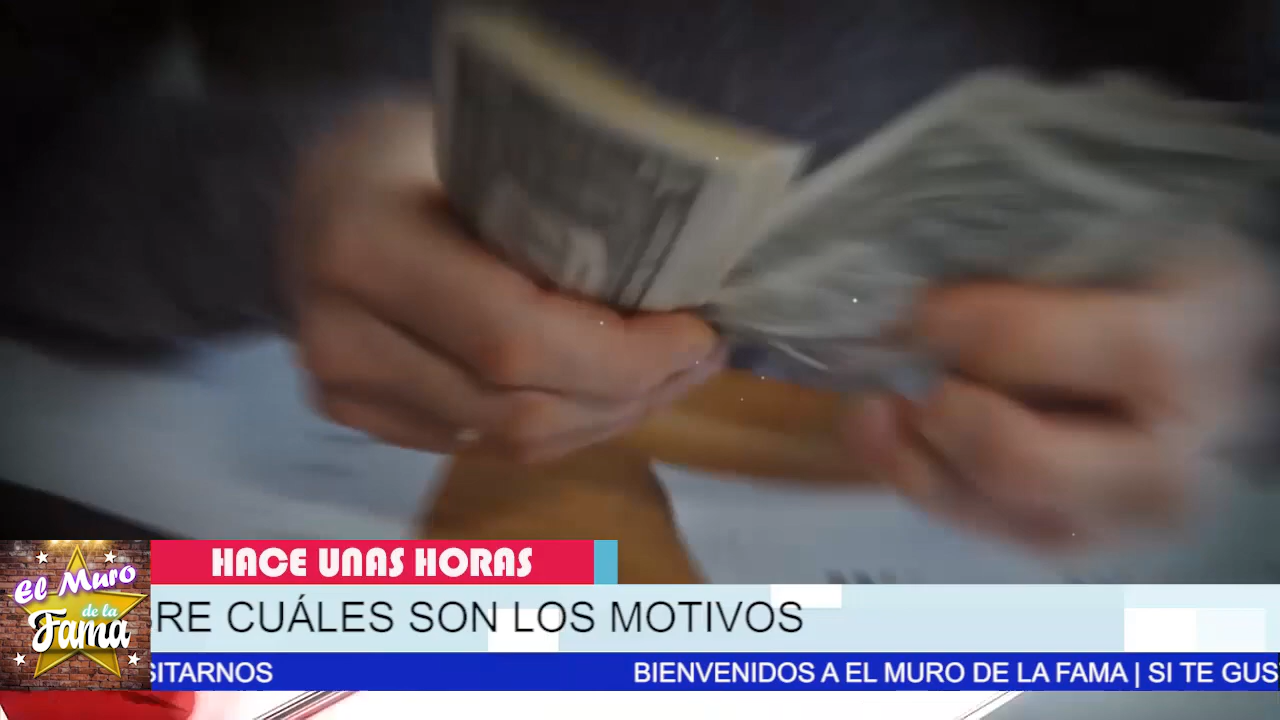 HACE UNAS HORAS
El Muro
de la
Fama
RE CUÁLES SON LOS MOTIVOS
SITARNOS BIENVENIDOS A EL MURO DE LA FAMA | SI TE GUS